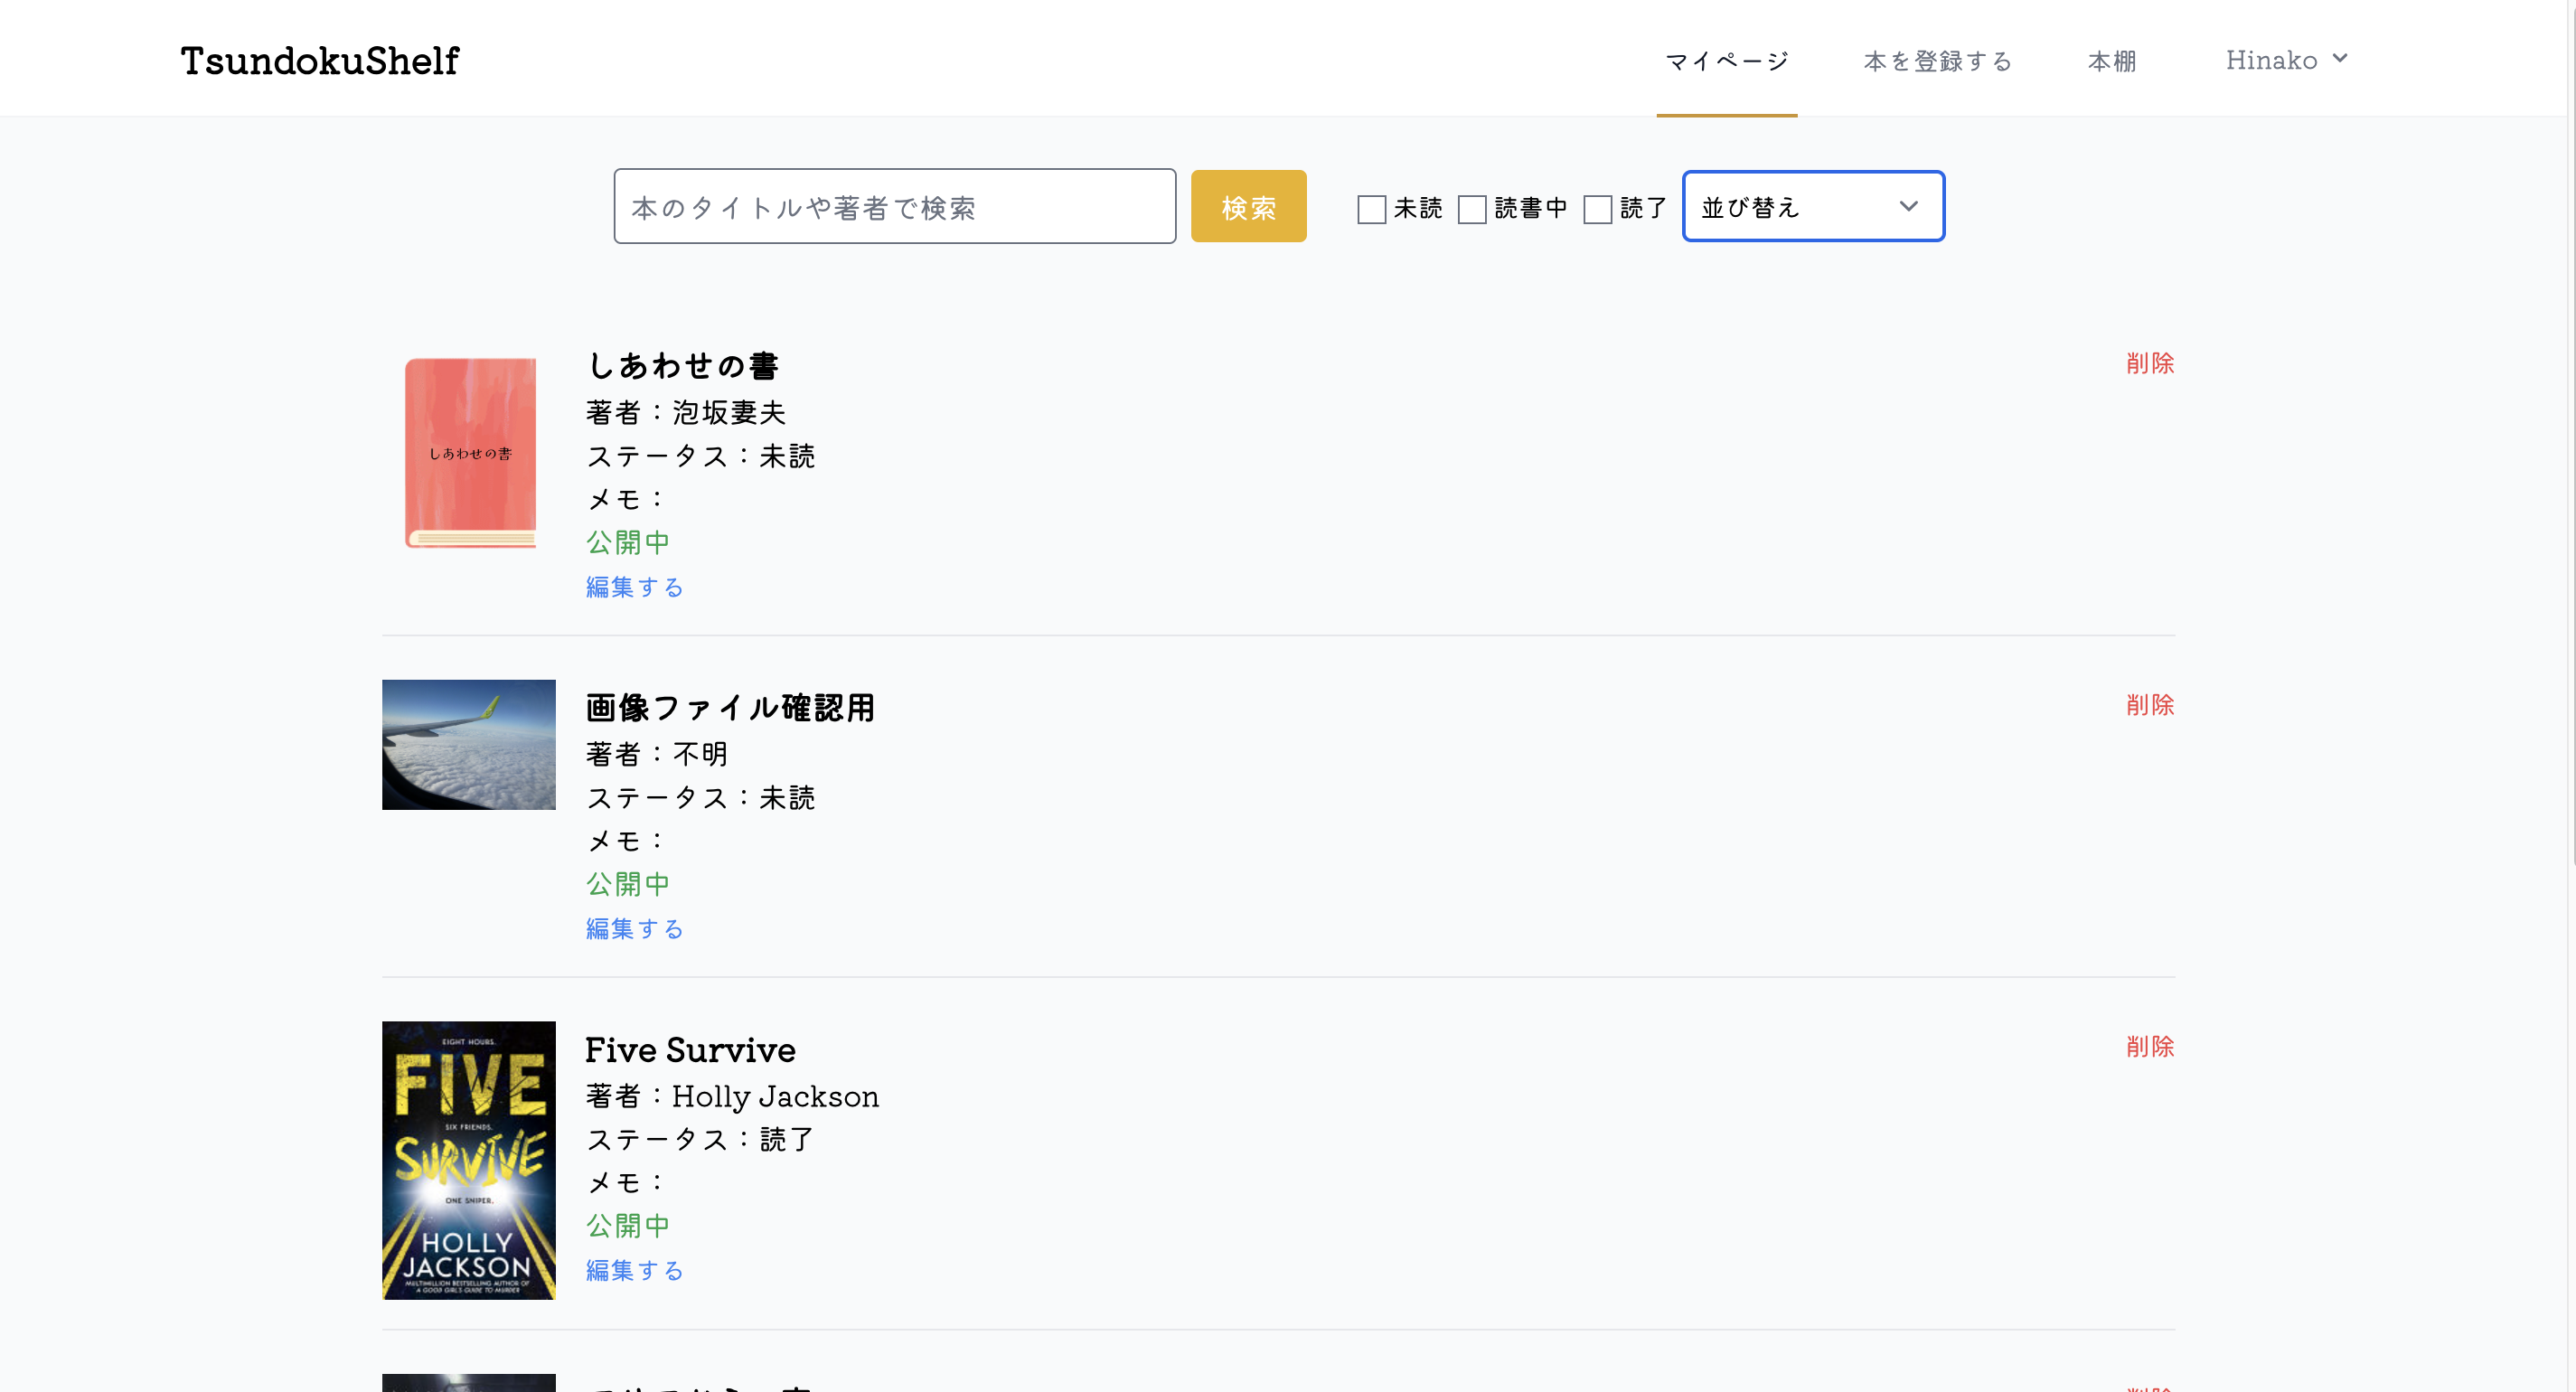 TsundokuShelf
マイページ 本を登録する 本棚 Hinako
本のタイトルや著者で検索 検索 未読 読書中 読了 並び替え
しあわせの書 削除
しあわせの書
著者：泡坂妻夫
ステータス：未読
メモ：
公開中
編集する
画像ファイル確認用 削除
著者：不明
ステータス：未読
メモ：
公開中
編集する
EIGHT HOURS.
FIVE
SIX FRIENDS.
SURVIVE
ONE SNIPER.
HOLLY
JACKSON
MULTIMILLION BESTSELLING AUTHOR OF
A GOOD GIRL'S GUIDE TO MURDER
Five Survive 削除
著者：Holly Jackson
ステータス：読了
メモ：
公開中
編集する